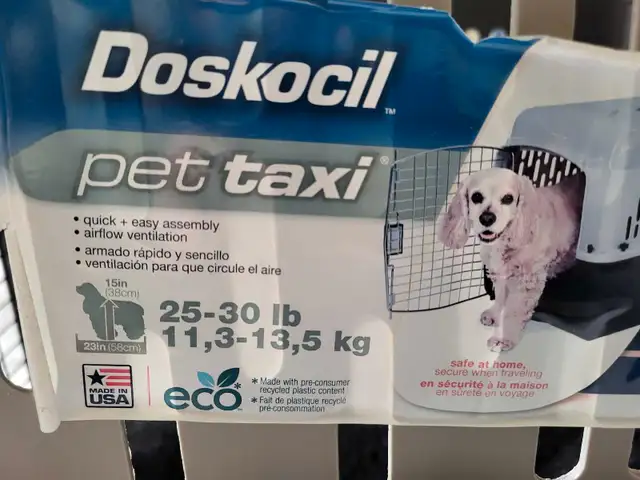 Doskocil™
pet taxi®
• quick + easy assembly
• airflow ventilation
• armado rápido y sencillo
• ventilación para que circule el aire
15in
(38cm)
23in (58cm)
25-30 lb
11,3-13,5 kg
MADE IN
USA
eco™
* Made with pre-consumer
recycled plastic content
* Fait de plastique recyclé
pré-consommation
safe at home,
secure when traveling
en sécurité à la maison
en sûreté en voyage